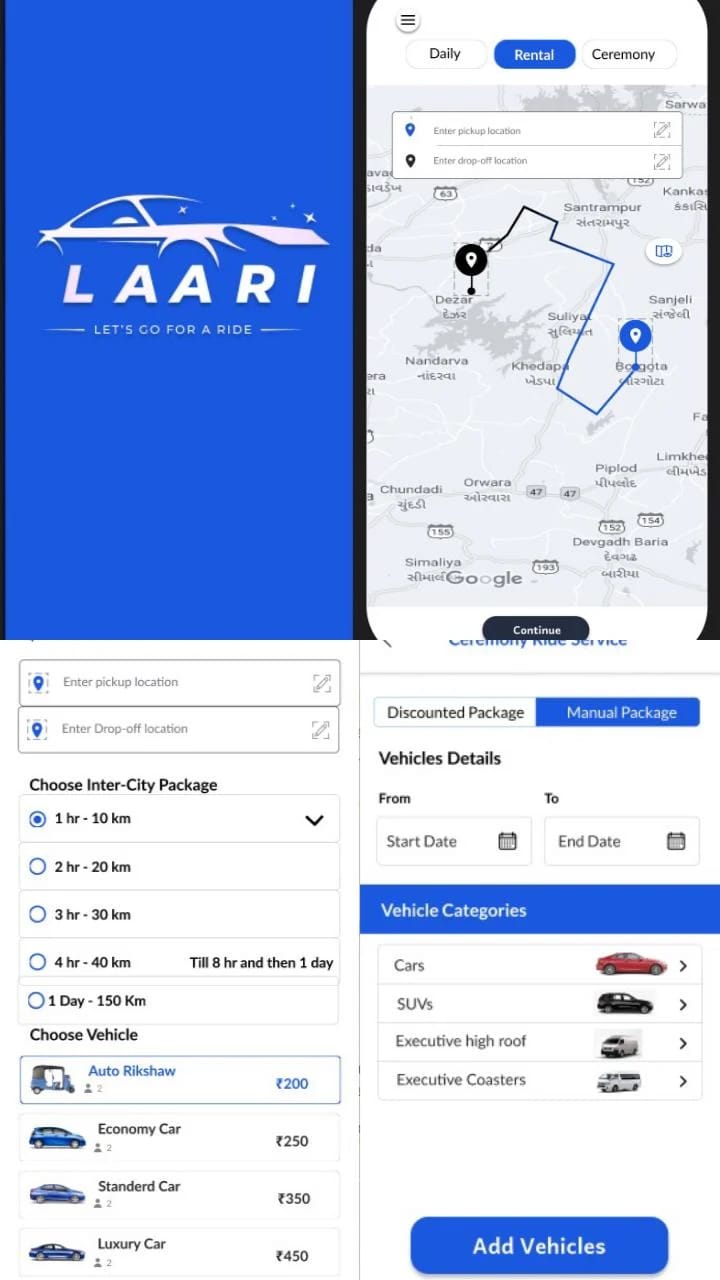 LAARI
LET'S GO FOR A RIDE
Daily
Rental
Ceremony
Sarwa
Enter pickup location
Enter drop-off location
152
63
Kankas
Santrampur
સંતરામપુર
Dezar
દેઝર
Sanjeli
સંજેલી
Suliyat
સુલિયાત
Nandarva
નાંદરવા
Khedapa
ખેડપા
Borgota
બોરગોટા
Limkhe
Piplod
પીપલોદ
Chundadi
ચુંદડી
Orwara
ઓરવારા
47
47
155
152
154
Devgadh Baria
દેવગઢ
બારીયા
Simaliya
193
Google
Continue
Enter pickup location
Enter Drop-off location
Choose Inter-City Package
1 hr - 10 km
2 hr - 20 km
3 hr - 30 km
4 hr - 40 km Till 8 hr and then 1 day
1 Day - 150 Km
Choose Vehicle
Auto Rikshaw
2
₹200
Economy Car
2
₹250
Standerd Car
2
₹350
Luxury Car
2
₹450
Ceremony Ride Service
Discounted Package
Manual Package
Vehicles Details
From
To
Start Date
End Date
Vehicle Categories
Cars
SUVs
Executive high roof
Executive Coasters
Add Vehicles